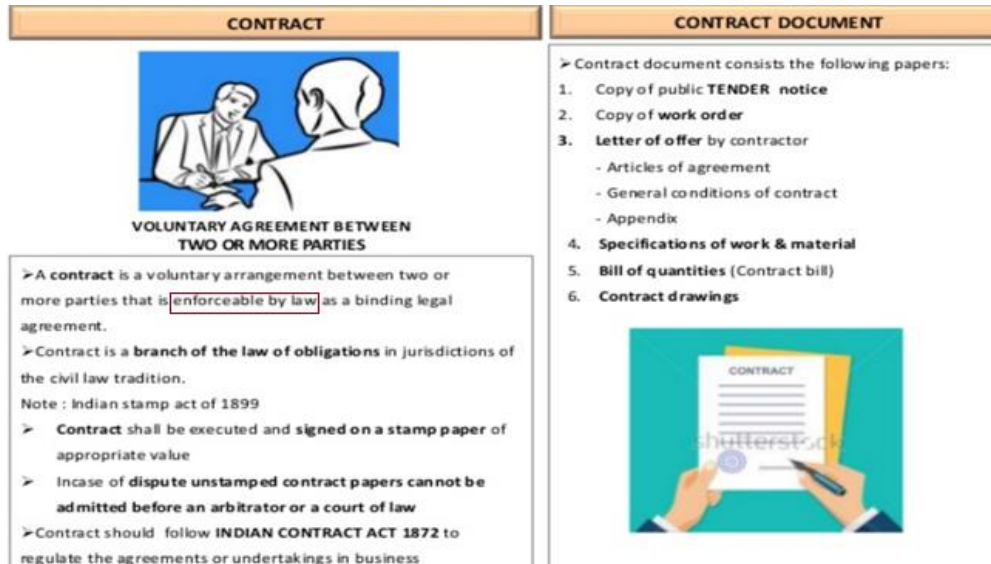 CONTRACT
VOLUNTARY AGREEMENT BETWEEN
TWO OR MORE PARTIES
➢A contract is a voluntary arrangement between two or
more parties that is enforceable by law as a binding legal
agreement.
➢Contract is a branch of the law of obligations in jurisdictions of
the civil law tradition.
Note : Indian stamp act of 1899
➢ Contract shall be executed and signed on a stamp paper of
appropriate value
➢ Incase of dispute unstamped contract papers cannot be
admitted before an arbitrator or a court of law
➢Contract should follow INDIAN CONTRACT ACT 1872 to
regulate the agreements or undertakings in business
CONTRACT DOCUMENT
➢Contract document consists the following papers:
1. Copy of public TENDER notice
2. Copy of work order
3. Letter of offer by contractor
- Articles of agreement
- General conditions of contract
- Appendix
4. Specifications of work & material
5. Bill of quantities (Contract bill)
6. Contract drawings
CONTRACT
shutterstock